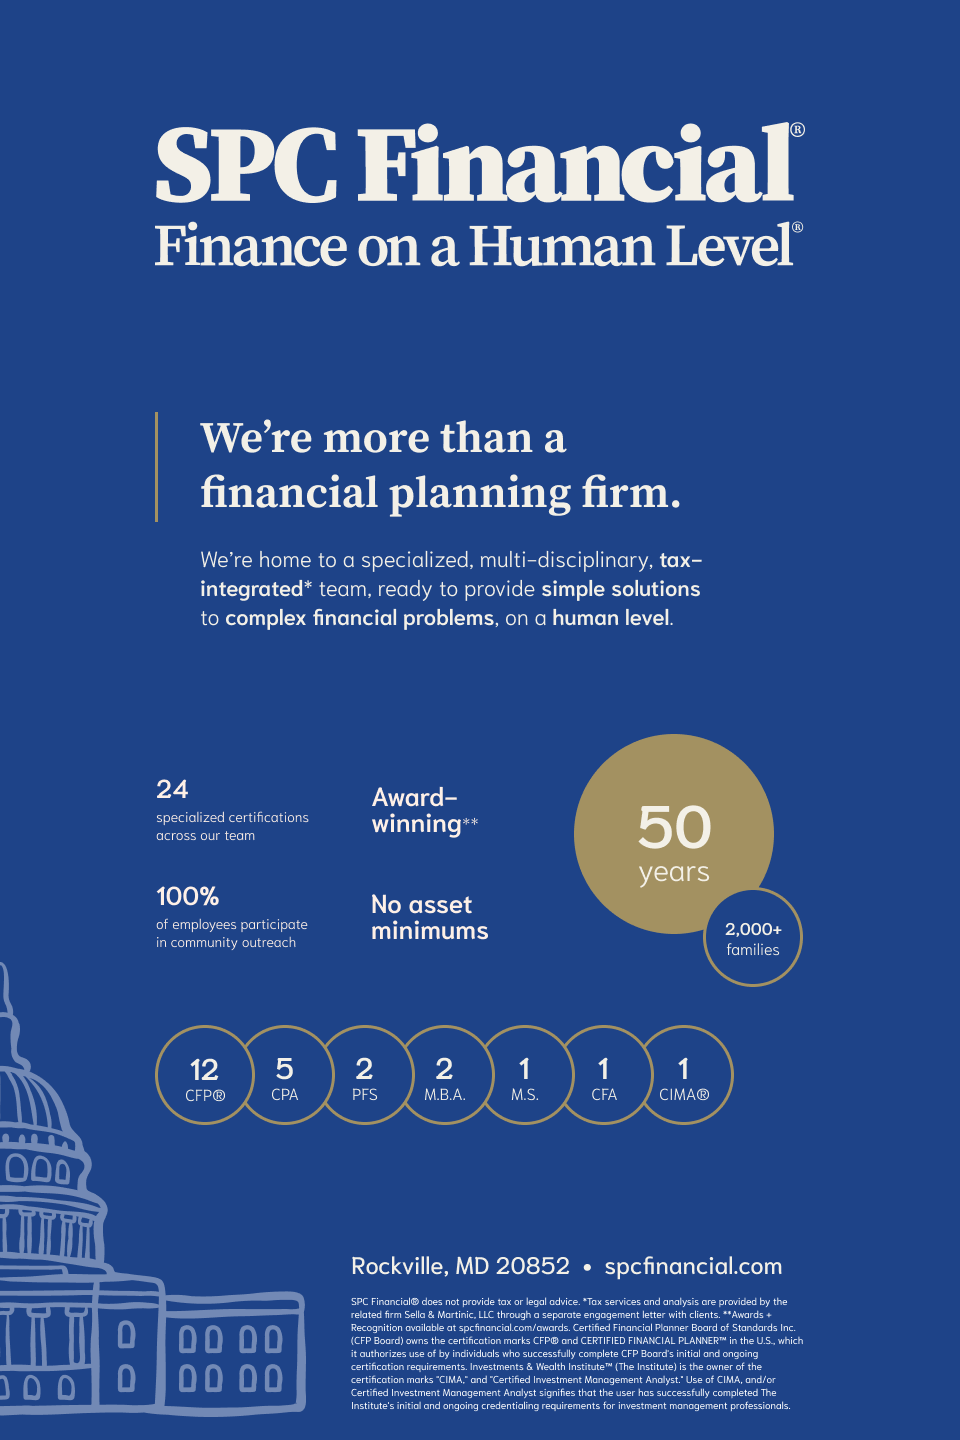 SPC Financial®
Finance on a Human Level®
We're more than a
financial planning firm.
We're home to a specialized, multi-disciplinary, tax-
integrated* team, ready to provide simple solutions
to complex financial problems, on a human level.
24
specialized certifications
across our team
100%
of employees participate
in community outreach
Award-
winning**
No asset
minimums
50
years
2,000+
families
12
CFP®
5
CPA
2
PFS
2
M.B.A.
1
M.S.
1
CFA
1
CIMA®
Rockville, MD 20852 • spcfinancial.com
SPC Financial® does not provide tax or legal advice. *Tax services and analysis are provided by the
related firm Sella & Martinic, LLC through a separate engagement letter with clients. **Awards +
Recognition available at spcfinancial.com/awards. Certified Financial Planner Board of Standards Inc.
(CFP Board) owns the certification marks CFP® and CERTIFIED FINANCIAL PLANNER™ in the U.S., which
it authorizes use of by individuals who successfully complete CFP Board's initial and ongoing
certification requirements. Investments & Wealth Institute™ (The Institute) is the owner of the
certification marks "CIMA," and "Certified Investment Management Analyst." Use of CIMA, and/or
Certified Investment Management Analyst signifies that the user has successfully completed The
Institute's initial and ongoing credentialing requirements for investment management professionals.